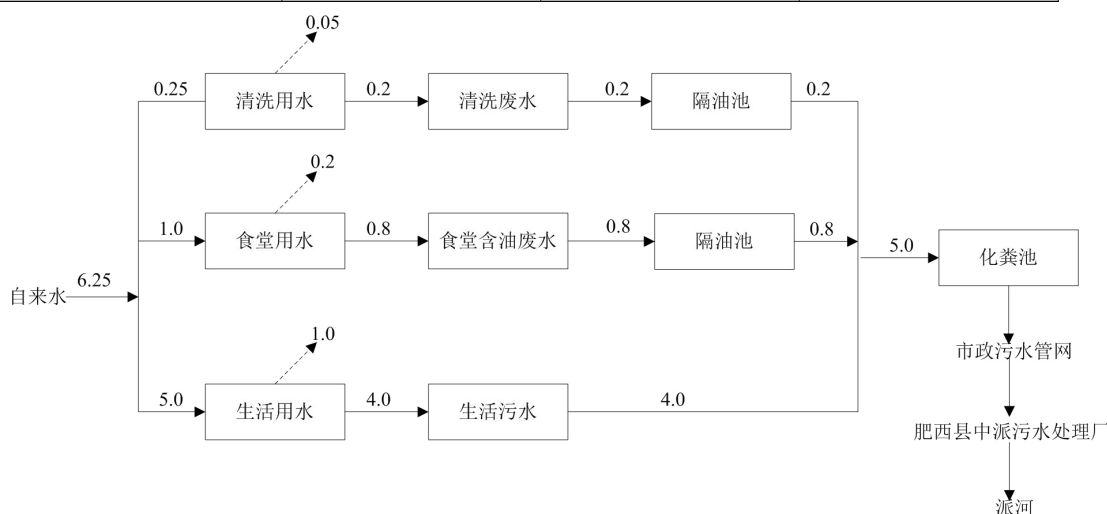 0.05
0.25
清洗用水
0.2
清洗废水
0.2
隔油池
0.2
0.2
1.0
食堂用水
0.8
食堂含油废水
0.8
隔油池
0.8
5.0
化粪池
自来水
6.25
1.0
5.0
生活用水
4.0
生活污水
4.0
市政污水管网
肥西县中派污水处理厂
派河